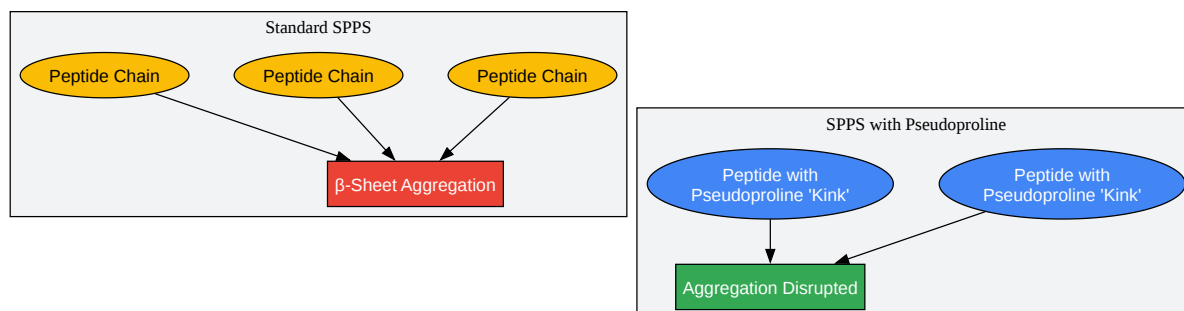 Standard SPPS
Peptide Chain
Peptide Chain
Peptide Chain
β-Sheet Aggregation
SPPS with Pseudoproline
Peptide with
Pseudoproline 'Kink'
Peptide with
Pseudoproline 'Kink'
Aggregation Disrupted